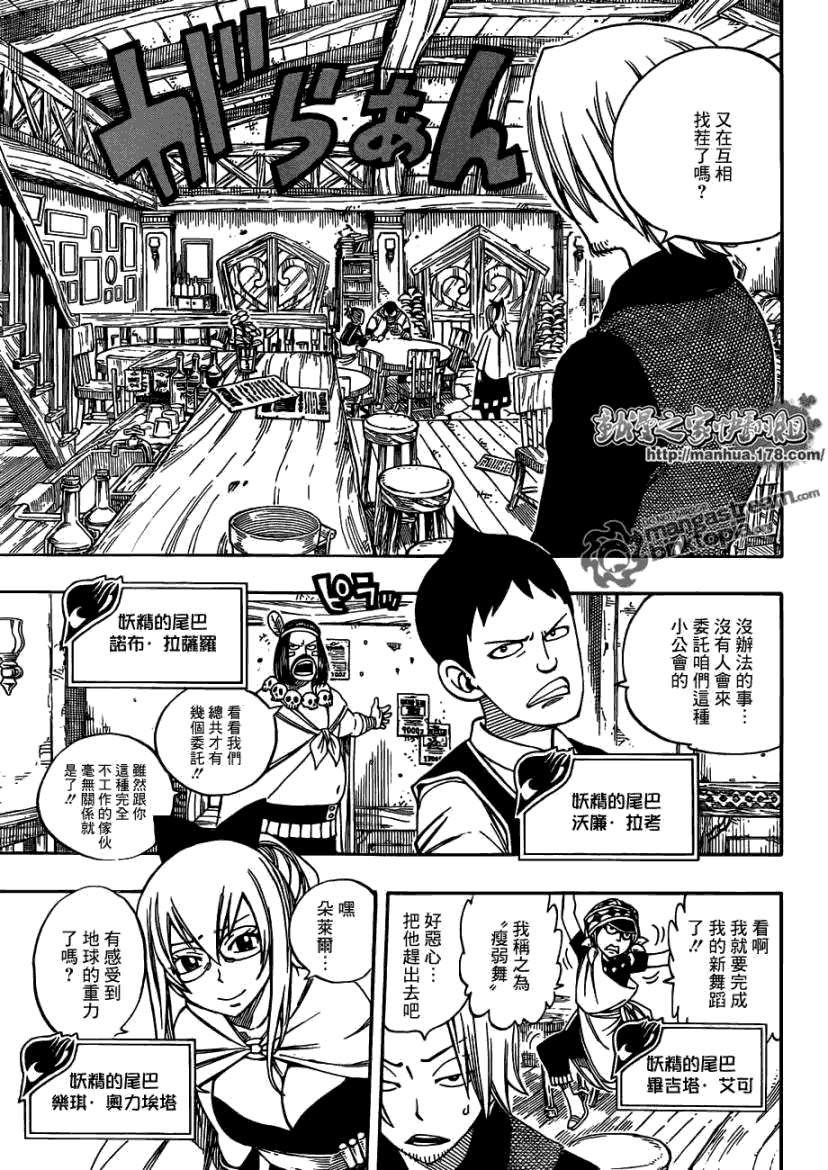 又在互相
找茬了嗎？
がらぁん
動漫之家漢化組
http://manhua.178.com/
mangastream.com
沒辦法的事…
沒有人會來
委託咱們這種
小公會的
妖精的尾巴
沃廉·拉考
ピラッ
妖精的尾巴
諾布·拉薩羅
看看我們
總共才有
幾個委託!!
雖然跟你
這種完全
不工作的傢伙
毫無關係就
是了!!
看啊
我就要完成
我的新舞蹈
了!!
我稱之為
“瘦弱舞”
妖精的尾巴
畢吉塔·艾可
好惡心…
把他趕出去吧
嘿
朵萊爾…
有感受到
地球的重力
了嗎？
妖精的尾巴
樂琪·奧力埃塔